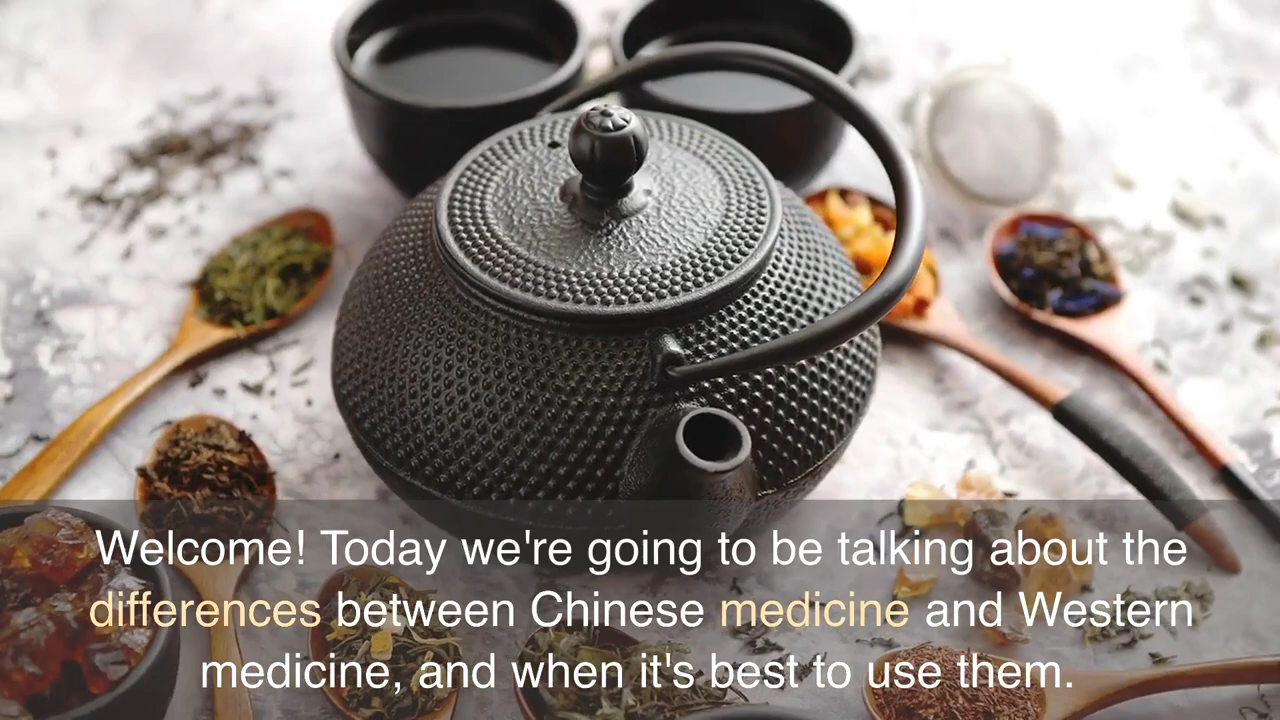 Welcome! Today we're going to be talking about the
differences between Chinese medicine and Western
medicine, and when it's best to use them.